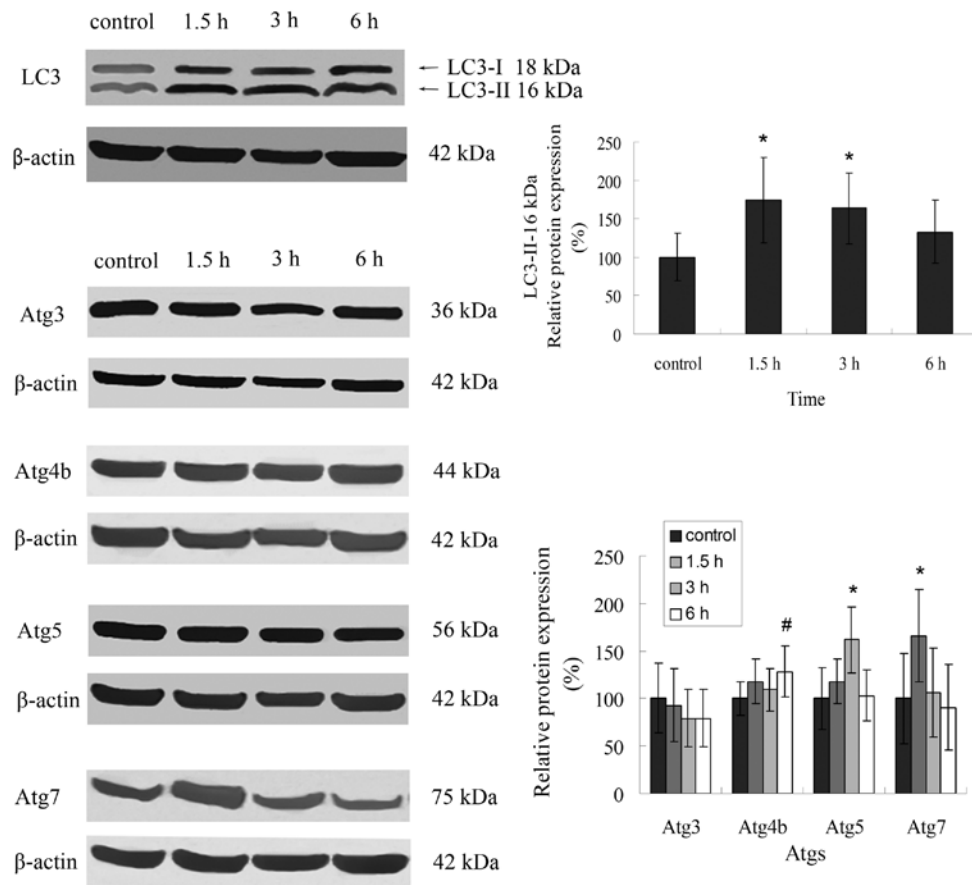 control 1.5 h 3 h 6 h
LC3
← LC3-I 18 kDa
← LC3-II 16 kDa
β-actin
42 kDa
control 1.5 h 3 h 6 h
Atg3
36 kDa
β-actin
42 kDa
Atg4b
44 kDa
β-actin
42 kDa
Atg5
56 kDa
β-actin
42 kDa
Atg7
75 kDa
β-actin
42 kDa
LC3-II-16 kDa
Relative protein expression
(%)
250
200
150
100
50
0
*
*
control 1.5 h 3 h 6 h
Time
control
1.5 h
3 h
6 h
Relative protein expression
(%)
250
200
150
100
50
0
#
*
*
Atg3 Atg4b Atg5 Atg7
Atgs